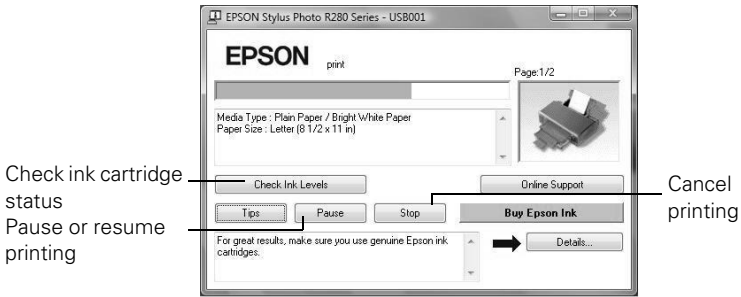 EPSON Stylus Photo R280 Series - USB001
EPSON print
Page:1/2
Media Type : Plain Paper / Bright White Paper
Paper Size : Letter (8 1/2 x 11 in)
Check Ink Levels
Online Support
Tips
Pause
Stop
Buy Epson Ink
For great results, make sure you use genuine Epson ink
cartridges.
Details...
Check ink cartridge
status
Pause or resume
printing
Cancel
printing